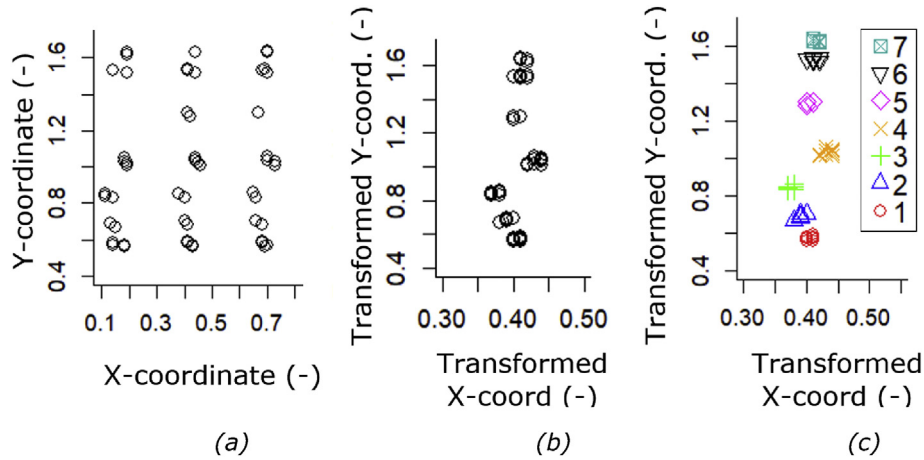 Y-coordinate (-)
0.4 0.8 1.2 1.6
0.1 0.3 0.5 0.7
X-coordinate (-)
(a)
Transformed Y-coord. (-)
0.4 0.8 1.2 1.6
0.30 0.40 0.50
Transformed
X-coord (-)
(b)
Transformed Y-coord. (-)
0.4 0.8 1.2 1.6
0.30 0.40 0.50
Transformed
X-coord (-)
(c)
7
6
5
4
3
2
1